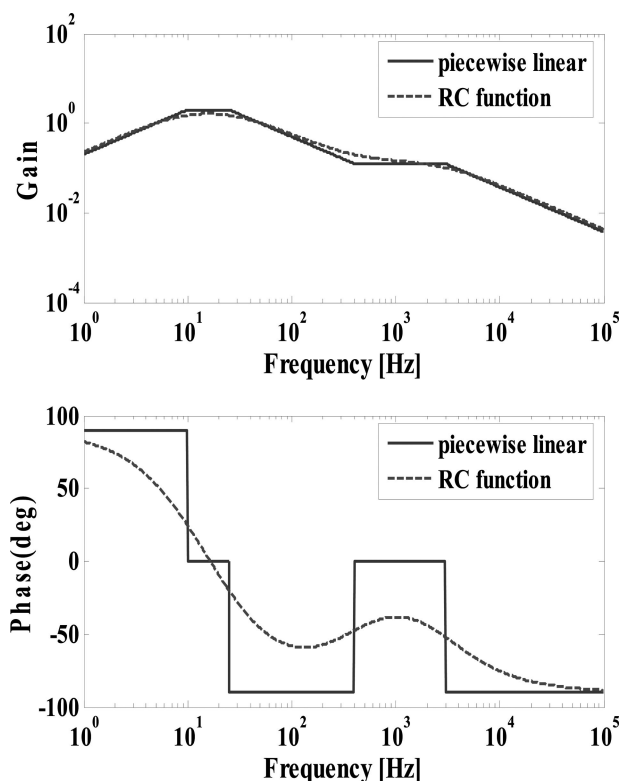 10^2
10^0
10^-2
10^-4
Gain
piecewise linear
RC function
10^0 10^1 10^2 10^3 10^4 10^5
Frequency [Hz]
100
50
0
-50
-100
Phase(deg)
piecewise linear
RC function
10^0 10^1 10^2 10^3 10^4 10^5
Frequency [Hz]